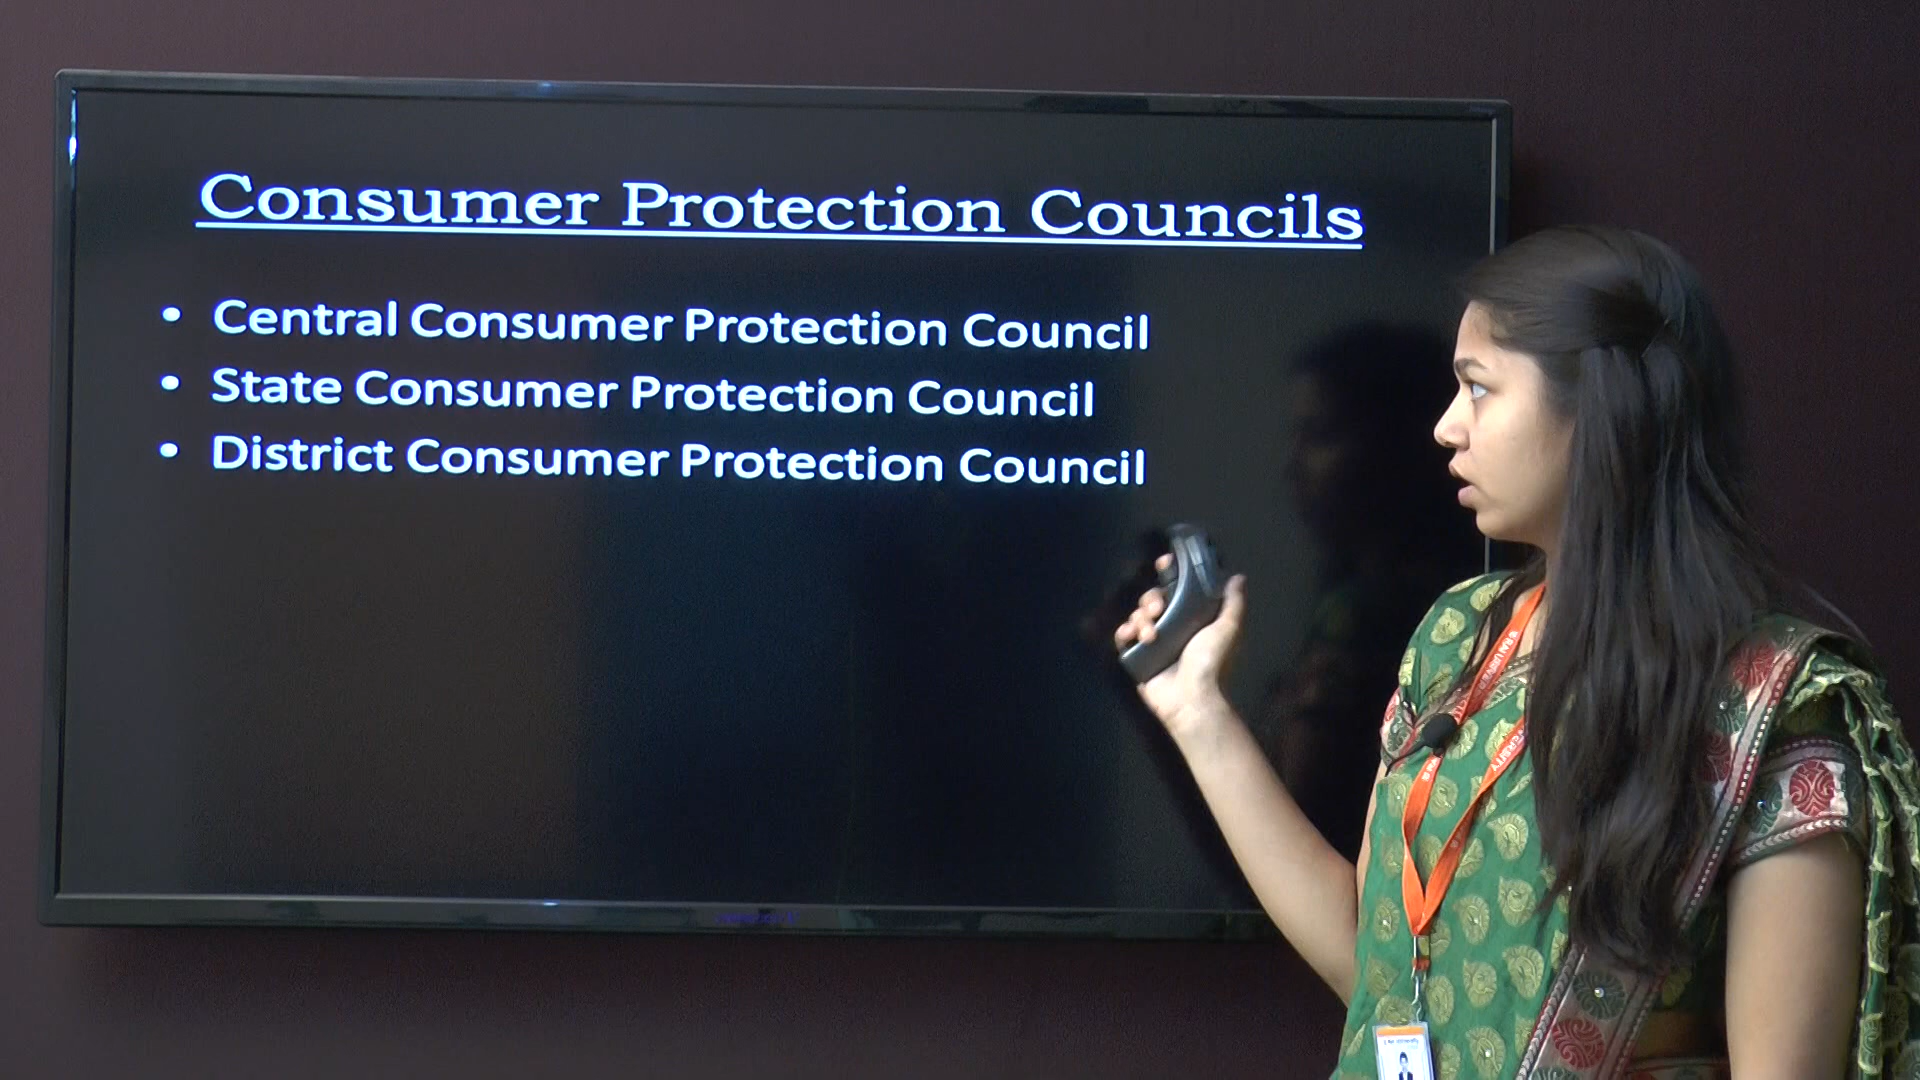 Consumer Protection Councils
• Central Consumer Protection Council
• State Consumer Protection Council
• District Consumer Protection Council